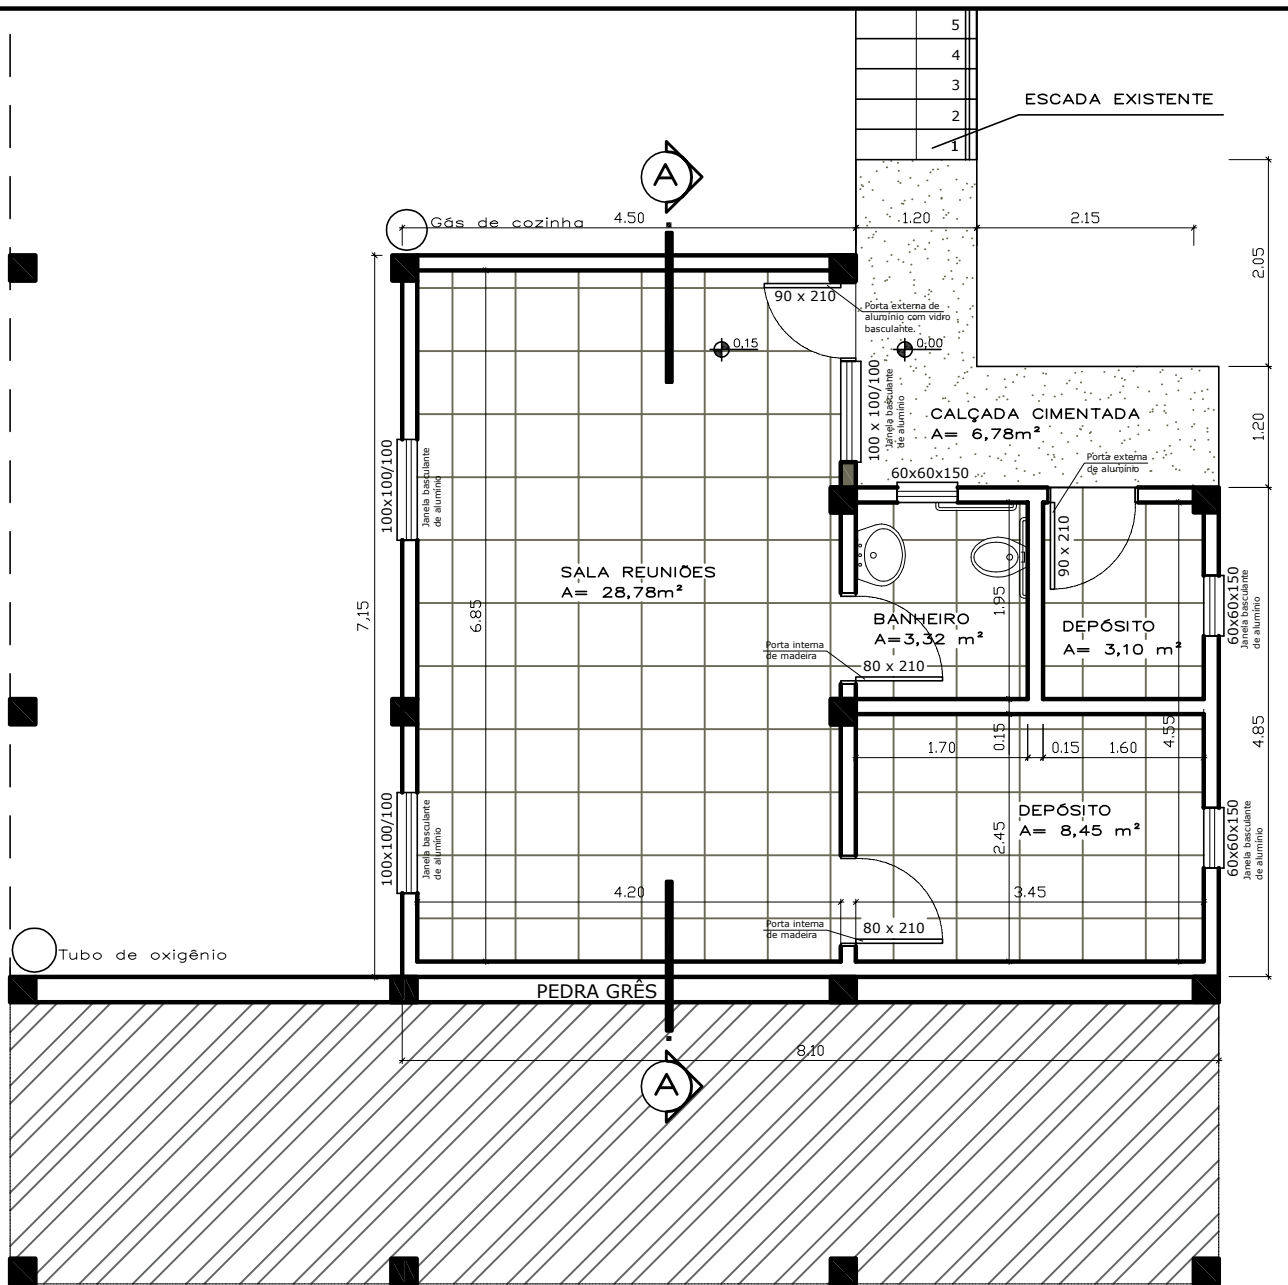 5
4
3
2
1
ESCADA EXISTENTE
A
Gás de cozinha
4.50
1.20
2.15
2.05
90 x 210
Porta externa de
alumínio com vidro
basculante.
0,15
0,00
100 x 100/100
Janela basculante
de alumínio
CALÇADA CIMENTADA
A= 6,78m²
1.20
Porta externa
de alumínio
60x60x150
100x100/100
Janela basculante
de alumínio
90 x 210
SALA REUNIÕES
A= 28,78m²
7,15
6.85
1.95
BANHEIRO
A=3,32 m²
DEPÓSITO
A= 3,10 m²
60x60x150
Janela basculante
de alumínio
Porta interna
de madeira
80 x 210
0.15
1.70
0.15
1.60
4.55
4.85
100x100/100
Janela basculante
de alumínio
DEPÓSITO
A= 8,45 m²
2.45
60x60x150
Janela basculante
de alumínio
4.20
3.45
Porta interna
de madeira
80 x 210
Tubo de oxigênio
PEDRA GRÊS
8.10
A